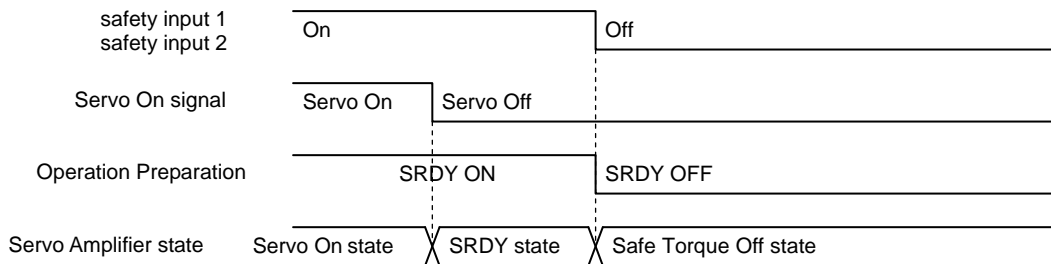 safety input 1
safety input 2
On
Off
Servo On signal
Servo On
Servo Off
Operation Preparation
SRDY ON
SRDY OFF
Servo Amplifier state
Servo On state
SRDY state
Safe Torque Off state